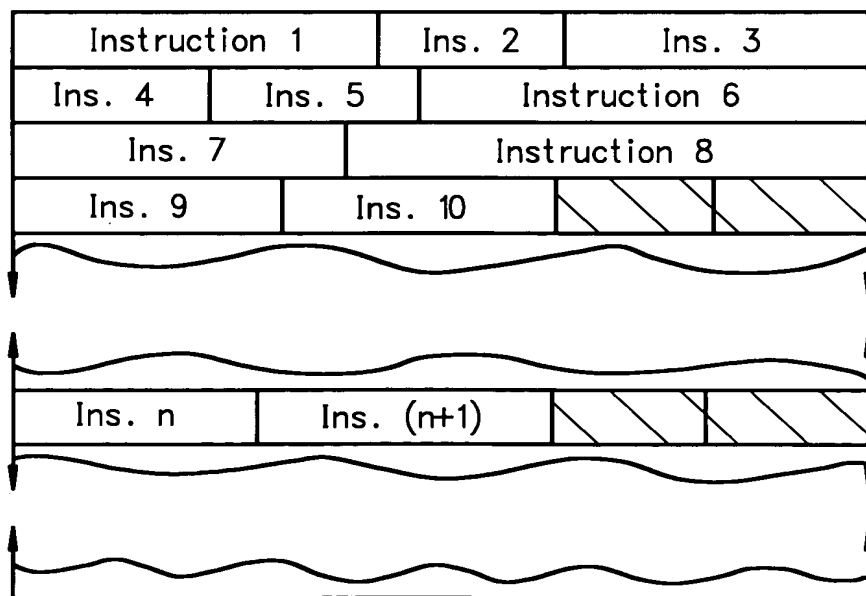 Instruction 1 Ins. 2 Ins. 3
Ins. 4 Ins. 5 Instruction 6
Ins. 7 Instruction 8
Ins. 9 Ins. 10
Ins. n Ins. (n+1)